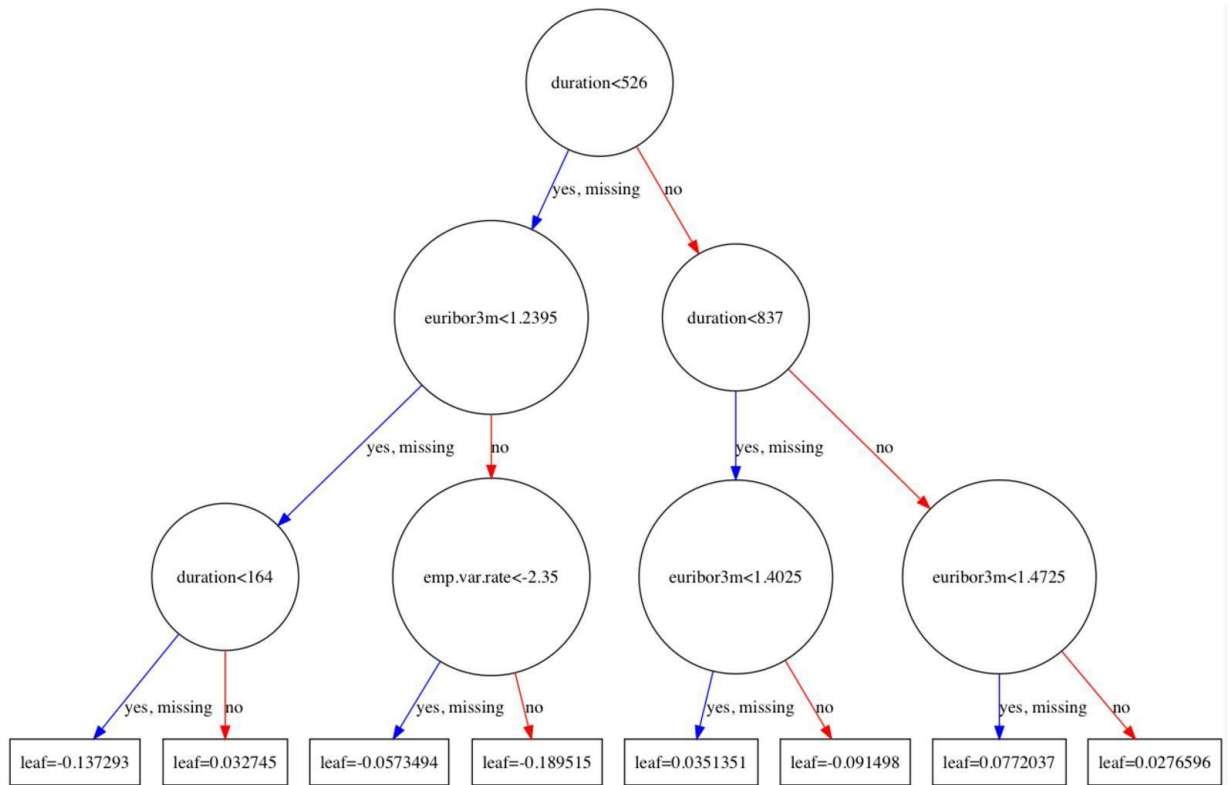 duration<526
yes, missing
no
euribor3m<1.2395
duration<837
yes, missing
no
yes, missing
no
duration<164
emp.var.rate<-2.35
euribor3m<1.4025
euribor3m<1.4725
yes, missing
no
yes, missing
no
yes, missing
no
yes, missing
no
leaf=-0.137293
leaf=0.032745
leaf=-0.0573494
leaf=-0.189515
leaf=0.0351351
leaf=-0.091498
leaf=0.0772037
leaf=0.0276596